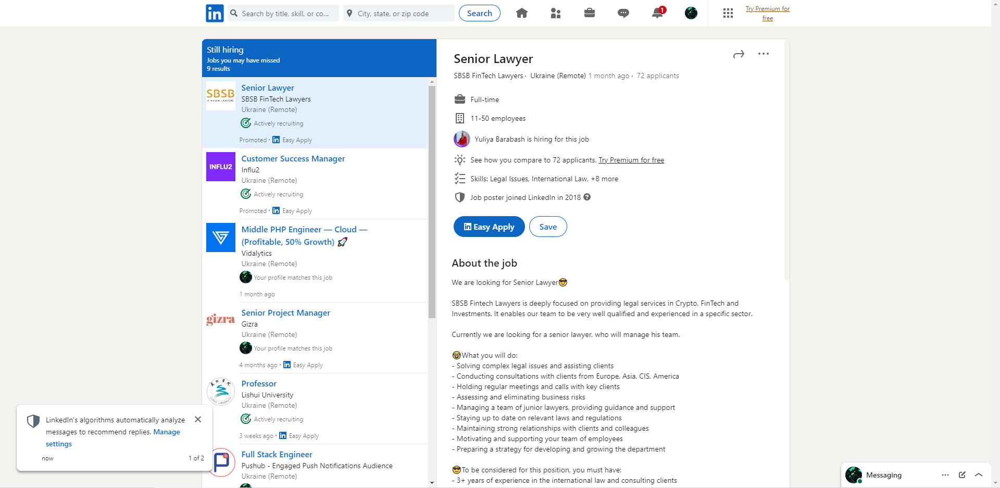 Search by title, skill, or co...
City, state, or zip code
Search
1
Try Premium for
free
Still hiring
Jobs you may have missed
9 results
SBSB
FINTECH LAWYERS
Senior Lawyer
SBSB FinTech Lawyers
Ukraine (Remote)
Actively recruiting
Promoted · in Easy Apply
INFLU2
Customer Success Manager
Influ2
Ukraine (Remote)
Actively recruiting
Promoted · in Easy Apply
Middle PHP Engineer — Cloud —
(Profitable, 50% Growth) 🚀
Vidalytics
Ukraine (Remote)
Your profile matches this job
1 month ago
gizra
Senior Project Manager
Gizra
Ukraine (Remote)
Your profile matches this job
4 months ago · in Easy Apply
LISHUI UNIVERSITY
Professor
Lishui University
Ukraine (Remote)
Actively recruiting
3 weeks ago · in Easy Apply
Full Stack Engineer
Pushub - Engaged Push Notifications Audience
Ukraine (Remote)
Senior Lawyer
SBSB FinTech Lawyers · Ukraine (Remote) 1 month ago · 72 applicants
Full-time
11-50 employees
Yuliya Barabash is hiring for this job
See how you compare to 72 applicants. Try Premium for free
Skills: Legal Issues, International Law, +8 more
Job poster joined LinkedIn in 2018 ?
in Easy Apply
Save
About the job
We are looking for Senior Lawyer😎
SBSB Fintech Lawyers is deeply focused on providing legal services in Crypto, FinTech and
Investments. It enables our team to be very well qualified and experienced in a specific sector.
Currently we are looking for a senior lawyer, who will manage his team.
🤓What you will do:
- Solving complex legal issues and assisting clients
- Conducting consultations with clients from Europe, Asia, CIS, America
- Holding regular meetings and calls with key clients
- Assessing and eliminating business risks
- Managing a team of junior lawyers, providing guidance and support
- Staying up to date on relevant laws and regulations
- Maintaining strong relationships with clients and colleagues
- Motivating and supporting your team of employees
- Preparing a strategy for developing and growing the department
😎To be considered for this position, you must have:
- 3+ years of experience in the international law and consulting clients
LinkedIn's algorithms automatically analyze
messages to recommend replies. Manage
settings
now
1 of 2
Messaging